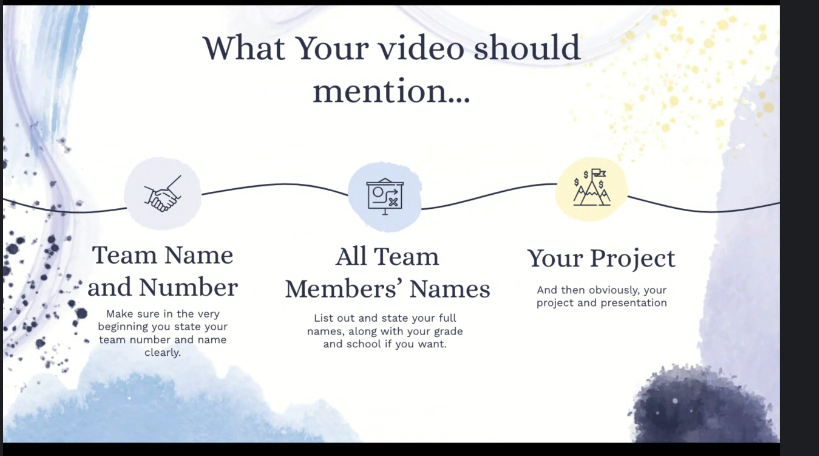 What Your video should
mention...
Team Name
and Number
Make sure in the very
beginning you state your
team number and name
clearly.
All Team
Members’ Names
List out and state your full
names, along with your grade
and school if you want.
Your Project
And then obviously, your
project and presentation